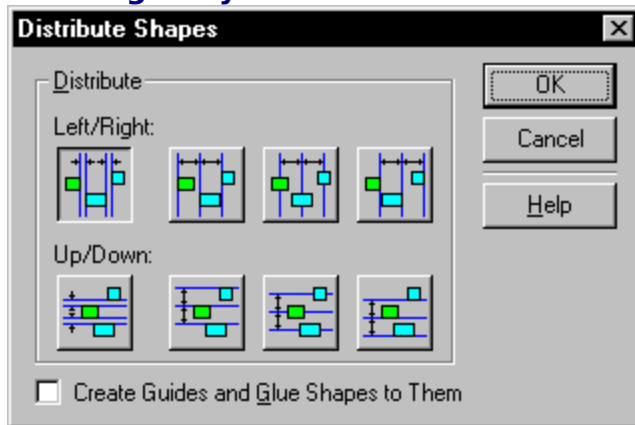 Distribute Shapes
Distribute
OK
Left/Right:
Cancel
Help
Up/Down:
Create Guides and Glue Shapes to Them